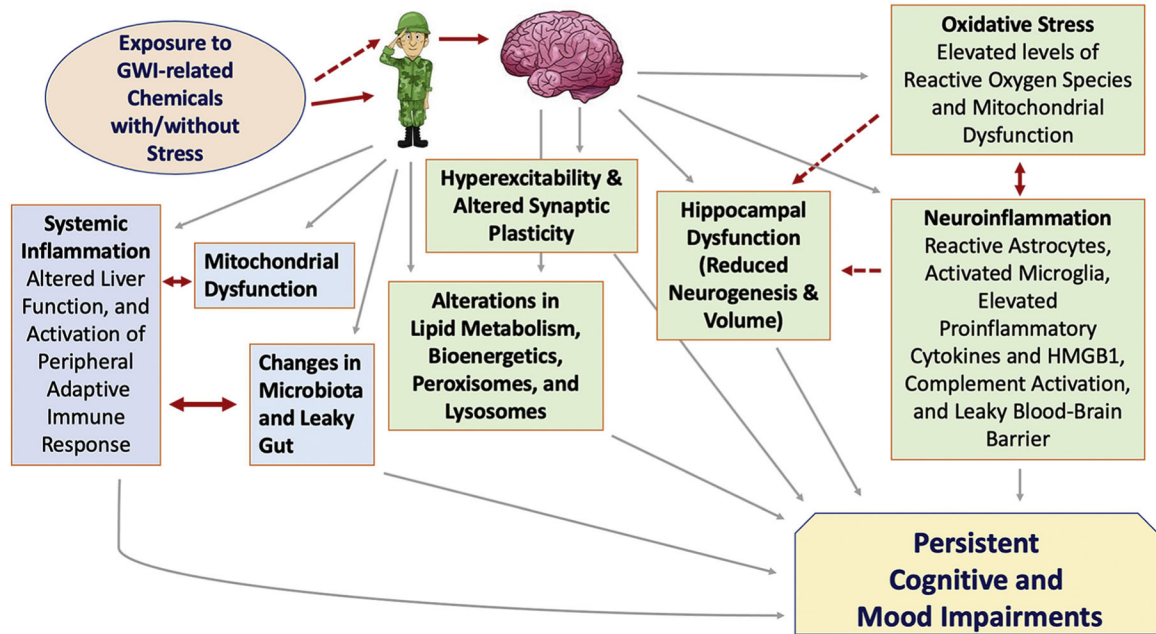 Exposure to
GWI-related
Chemicals
with/without
Stress
Oxidative Stress
Elevated levels of
Reactive Oxygen Species
and Mitochondrial
Dysfunction
Hyperexcitability &
Altered Synaptic
Plasticity
Hippocampal
Dysfunction
(Reduced
Neurogenesis &
Volume)
Neuroinflammation
Reactive Astrocytes,
Activated Microglia,
Elevated
Proinflammatory
Cytokines and HMGB1,
Complement Activation,
and Leaky Blood-Brain
Barrier
Systemic
Inflammation
Altered Liver
Function, and
Activation of
Peripheral
Adaptive
Immune
Response
Mitochondrial
Dysfunction
Changes in
Microbiota
and Leaky
Gut
Alterations in
Lipid Metabolism,
Bioenergetics,
Peroxisomes, and
Lysosomes
Persistent
Cognitive and
Mood Impairments